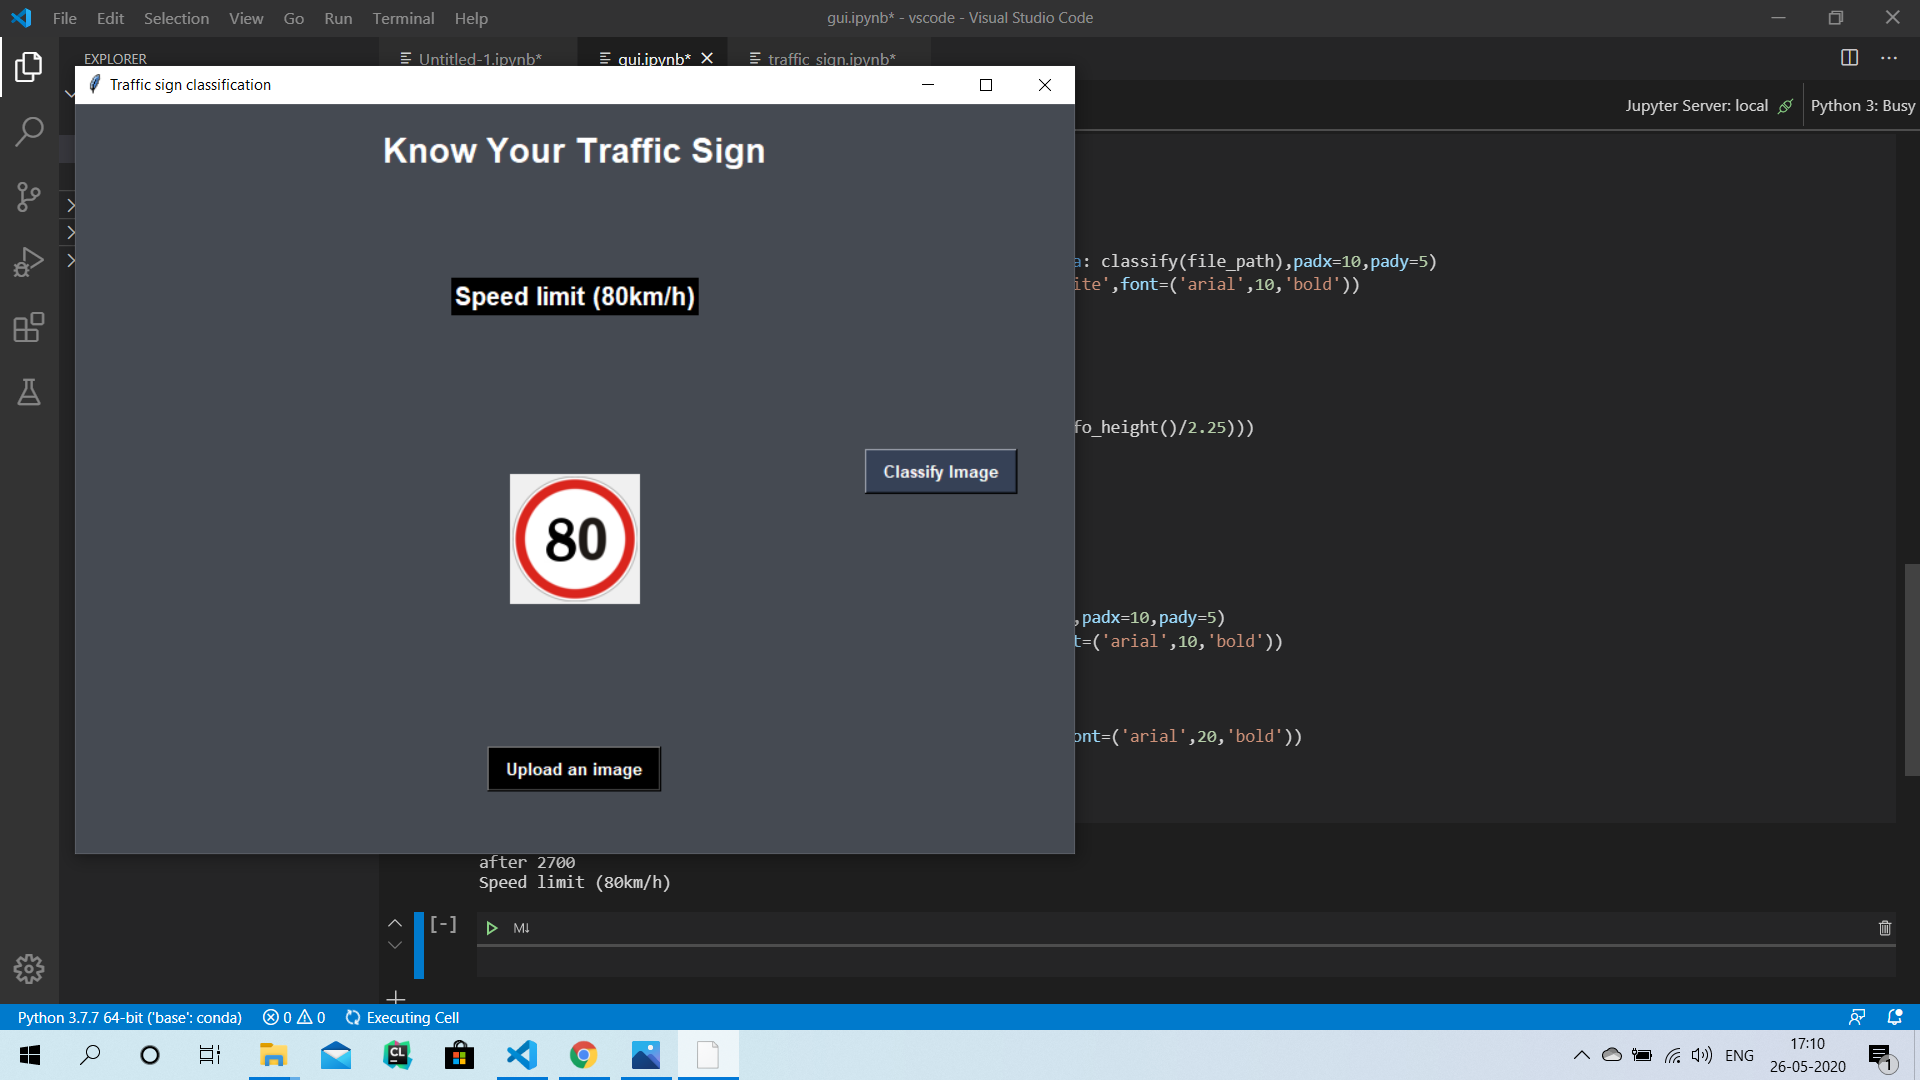 File Edit Selection View Go Run Terminal Help
gui.ipynb* - vscode - Visual Studio Code
EXPLORER
Untitled-1.ipynb*
gui.ipynb*
traffic sign.ipynb*
Traffic sign classification
Jupyter Server: local
Python 3: Busy
Know Your Traffic Sign
a: classify(file_path),padx=10,pady=5)
ite',font=('arial',10,'bold'))
Speed limit (80km/h)
fo_height()/2.25)))
Classify Image
80
,padx=10,pady=5)
t=('arial',10,'bold'))
ont=('arial',20,'bold'))
Upload an image
after 2700
Speed limit (80km/h)
[-]
M↓
Python 3.7.7 64-bit ('base': conda) 0 0 Executing Cell
CL
ENG
17:10
26-05-2020
1